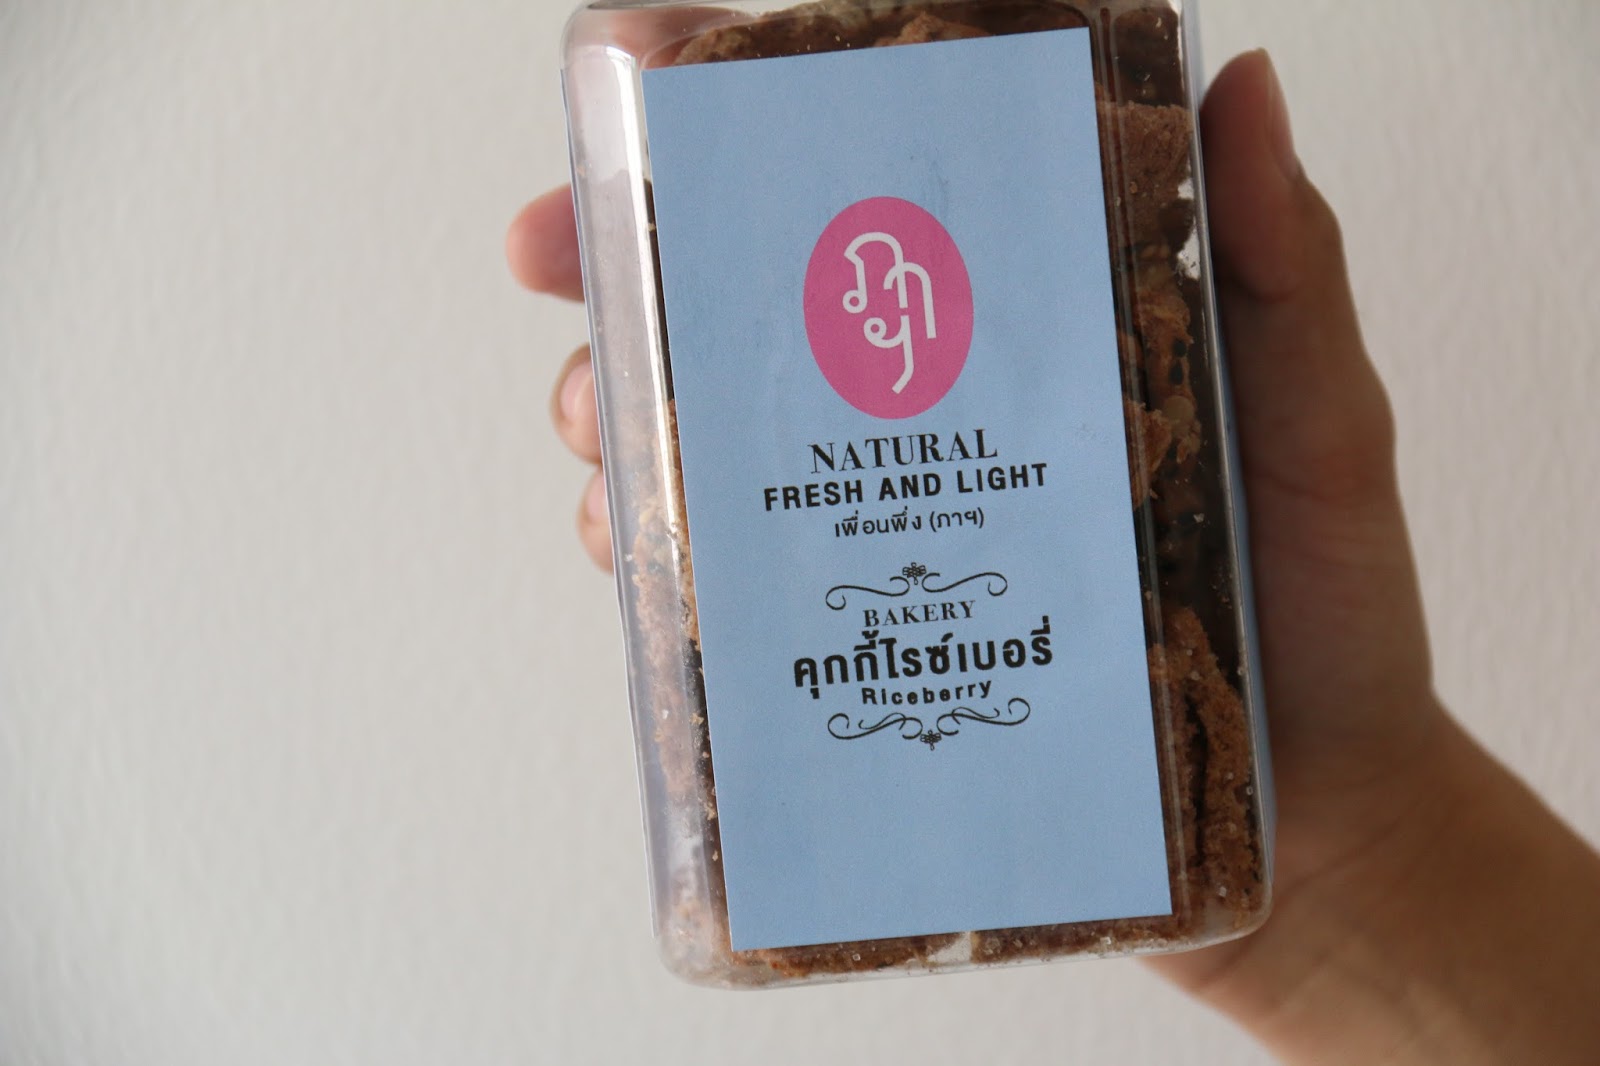 ภาฯ
NATURAL
FRESH AND LIGHT
เพื่อนพึ่ง (ภาฯ)
BAKERY
คุกกี้ไรซ์เบอรี่
Riceberry